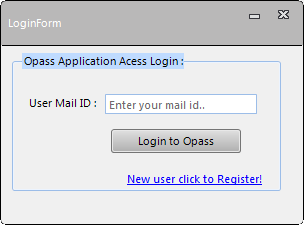 LoginForm
Opass Application Acess Login :
User Mail ID :
Enter your mail id..
Login to Opass
New user click to Register!